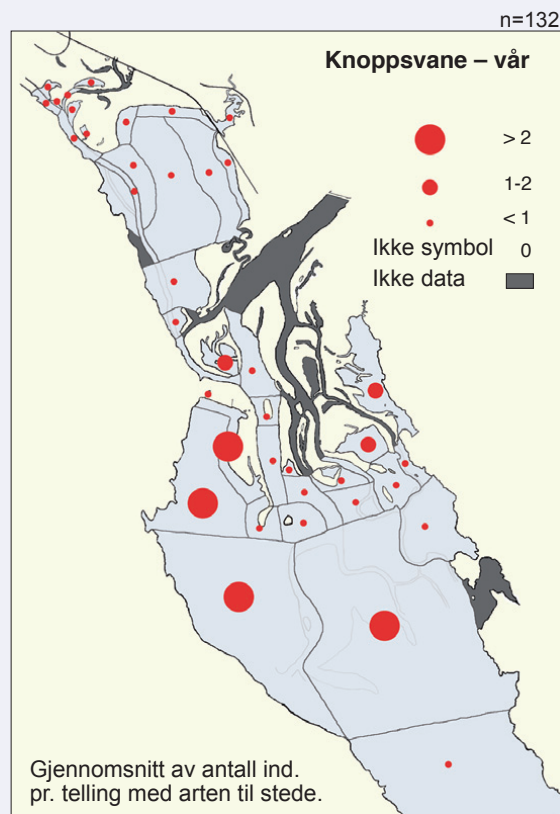 n=132
Knoppsvane – vår
> 2
1-2
< 1
Ikke symbol 0
Ikke data
Gjennomsnitt av antall ind.
pr. telling med arten til stede.